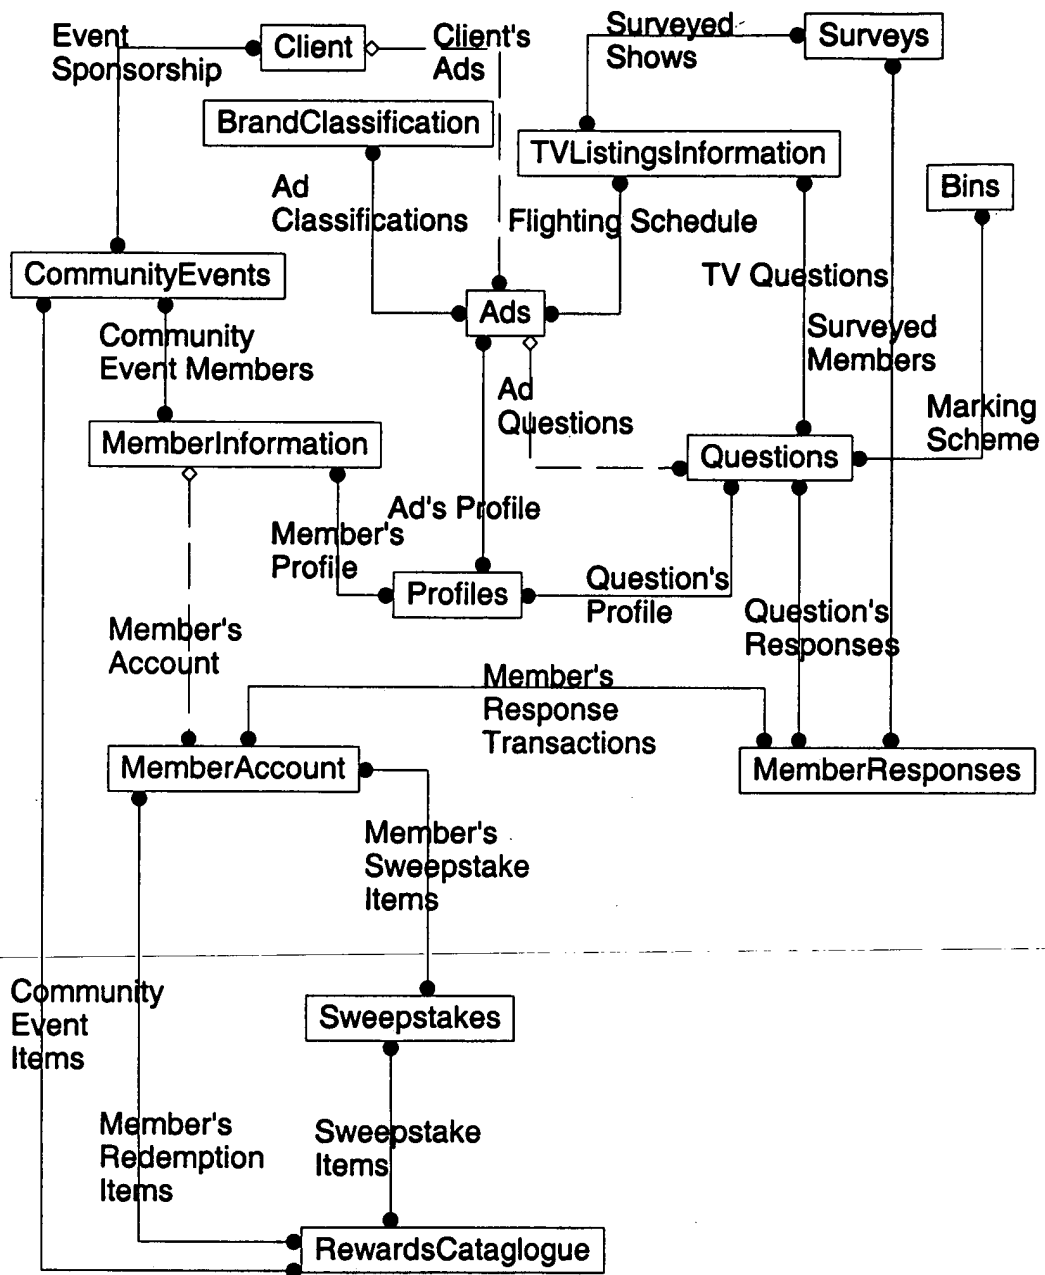 Event
Sponsorship
Client
Client's
Ads
Surveyed
Shows
Surveys
BrandClassification
TVListingsInformation
Bins
Ad
Classifications
Flighting Schedule
CommunityEvents
TV Questions
Ads
Community
Event Members
Surveyed
Members
Ad
Questions
Marking
Scheme
MemberInformation
Questions
Ad's Profile
Member's
Profile
Profiles
Question's
Profile
Question's
Responses
Member's
Account
Member's
Response
Transactions
MemberAccount
MemberResponses
Member's
Sweepstake
Items
Community
Event
Items
Sweepstakes
Member's
Redemption
Items
Sweepstake
Items
RewardsCataglogue